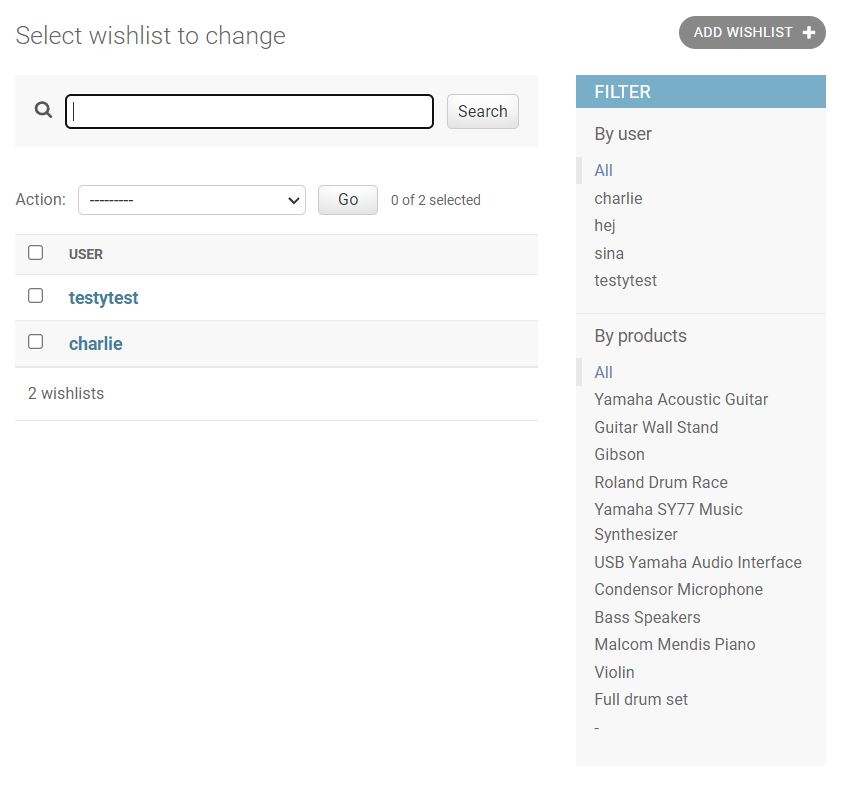 Select wishlist to change
ADD WISHLIST
Search
Action:
---------
Go
0 of 2 selected
USER
testytest
charlie
2 wishlists
FILTER
By user
All
charlie
hej
sina
testytest
By products
All
Yamaha Acoustic Guitar
Guitar Wall Stand
Gibson
Roland Drum Race
Yamaha SY77 Music
Synthesizer
USB Yamaha Audio Interface
Condensor Microphone
Bass Speakers
Malcom Mendis Piano
Violin
Full drum set
-